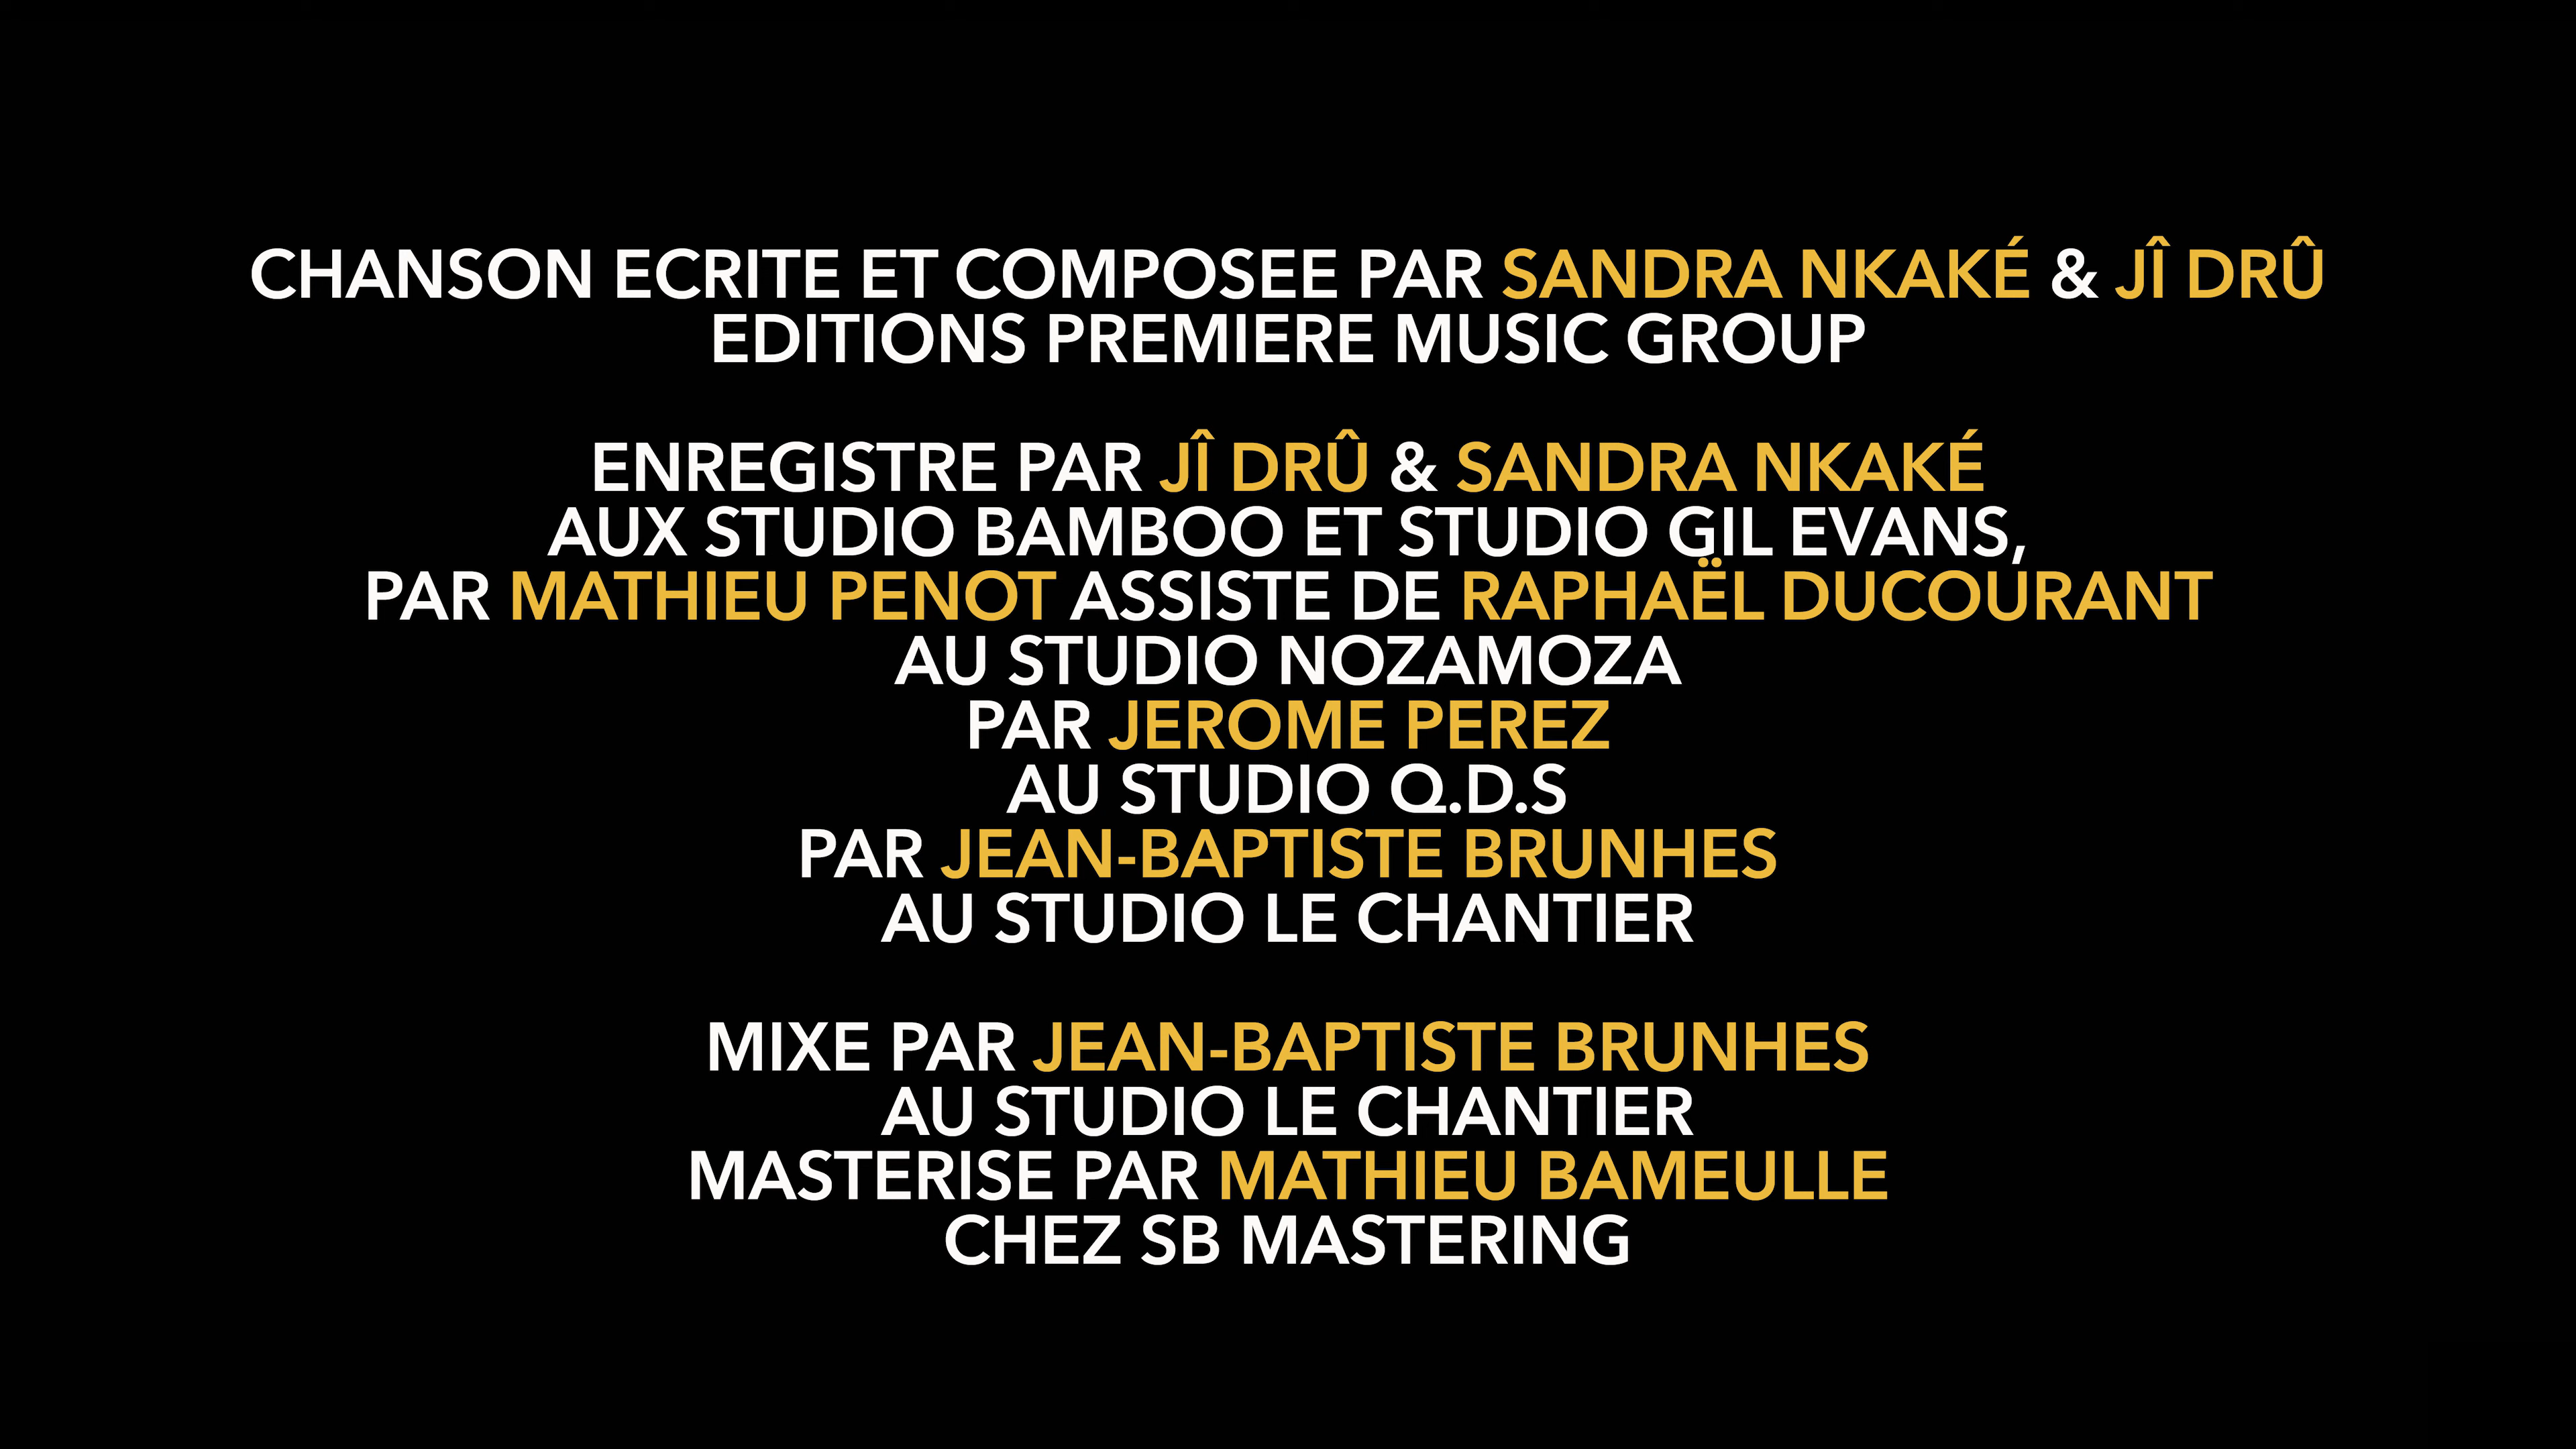 CHANSON ECRITE ET COMPOSEE PAR SANDRA NKAKÉ & JÎ DRÛ
EDITIONS PREMIERE MUSIC GROUP
ENREGISTRE PAR JÎ DRÛ & SANDRA NKAKÉ
AUX STUDIO BAMBOO ET STUDIO GIL EVANS,
PAR MATHIEU PENOT ASSISTE DE RAPHAËL DUCOURANT
AU STUDIO NOZAMOZA
PAR JEROME PEREZ
AU STUDIO Q.D.S
PAR JEAN-BAPTISTE BRUNHES
AU STUDIO LE CHANTIER
MIXE PAR JEAN-BAPTISTE BRUNHES
AU STUDIO LE CHANTIER
MASTERISE PAR MATHIEU BAMEULLE
CHEZ SB MASTERING